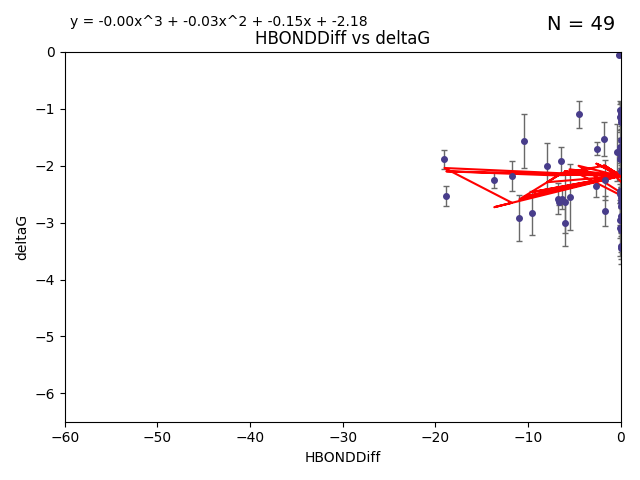 y = -0.00x^3 + -0.03x^2 + -0.15x + -2.18
N = 49
HBONDDiff vs deltaG
0
−1
−2
−3
−4
−5
−6
deltaG
−60 −50 −40 −30 −20 −10 0
HBONDDiff